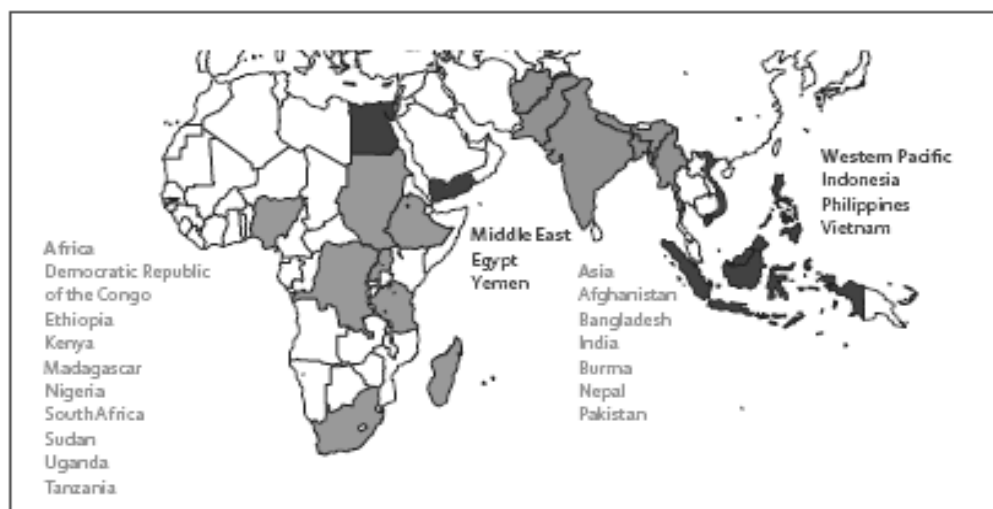 Africa
Democratic Republic
of the Congo
Ethiopia
Kenya
Madagascar
Nigeria
South Africa
Sudan
Uganda
Tanzania
Middle East
Egypt
Yemen
Asia
Afghanistan
Bangladesh
India
Burma
Nepal
Pakistan
Western Pacific
Indonesia
Philippines
Vietnam